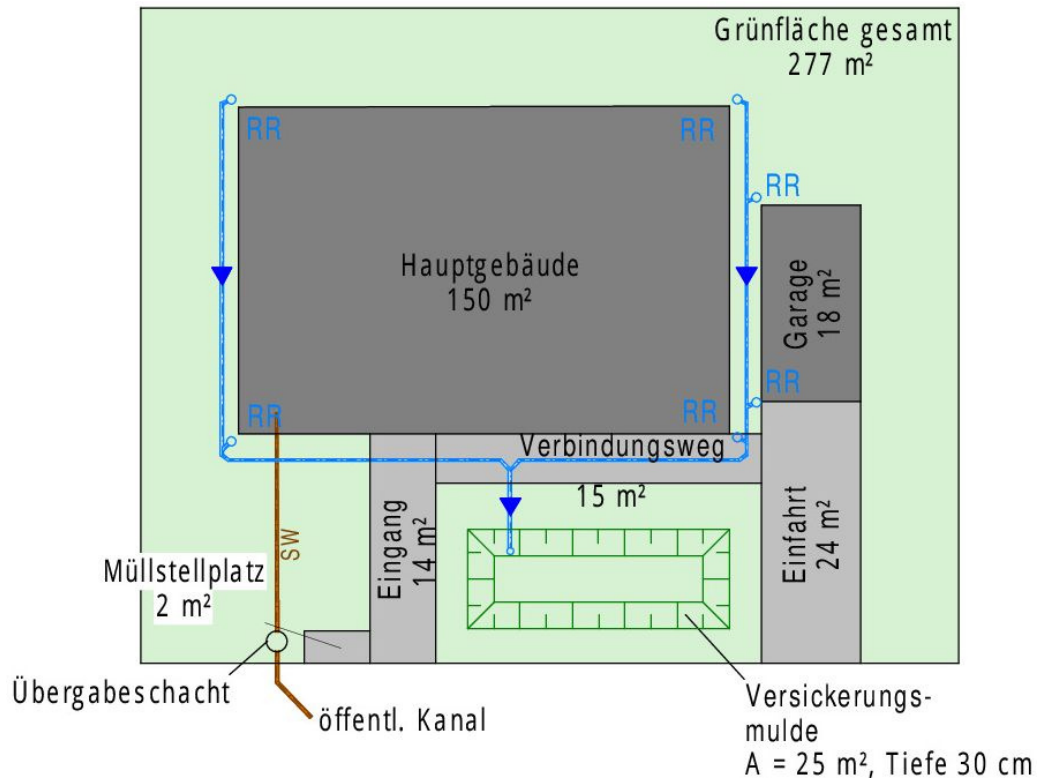 Grünfläche gesamt
277 m²
RR
RR
RR
Hauptgebäude
150 m²
Garage
18 m²
RR
RR
RR
Verbindungsweg
15 m²
Eingang
14 m²
Einfahrt
24 m²
SW
Müllstellplatz
2 m²
Übergabeschacht
öffentl. Kanal
Versickerungs-
mulde
A = 25 m², Tiefe 30 cm